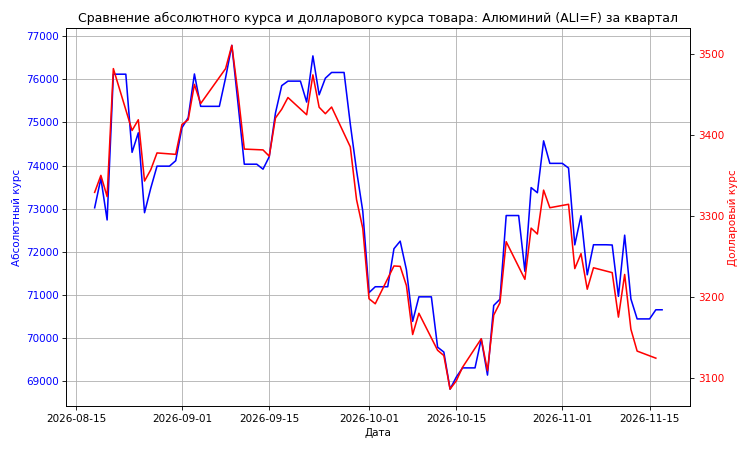 Сравнение абсолютного курса и долларового курса товара: Алюминий (ALI=F) за квартал
77000
76000
75000
74000
73000
72000
71000
70000
69000
Абсолютный курс
3500
3400
3300
3200
3100
Долларовый курс
2026-08-15 2026-09-01 2026-09-15 2026-10-01 2026-10-15 2026-11-01 2026-11-15
Дата